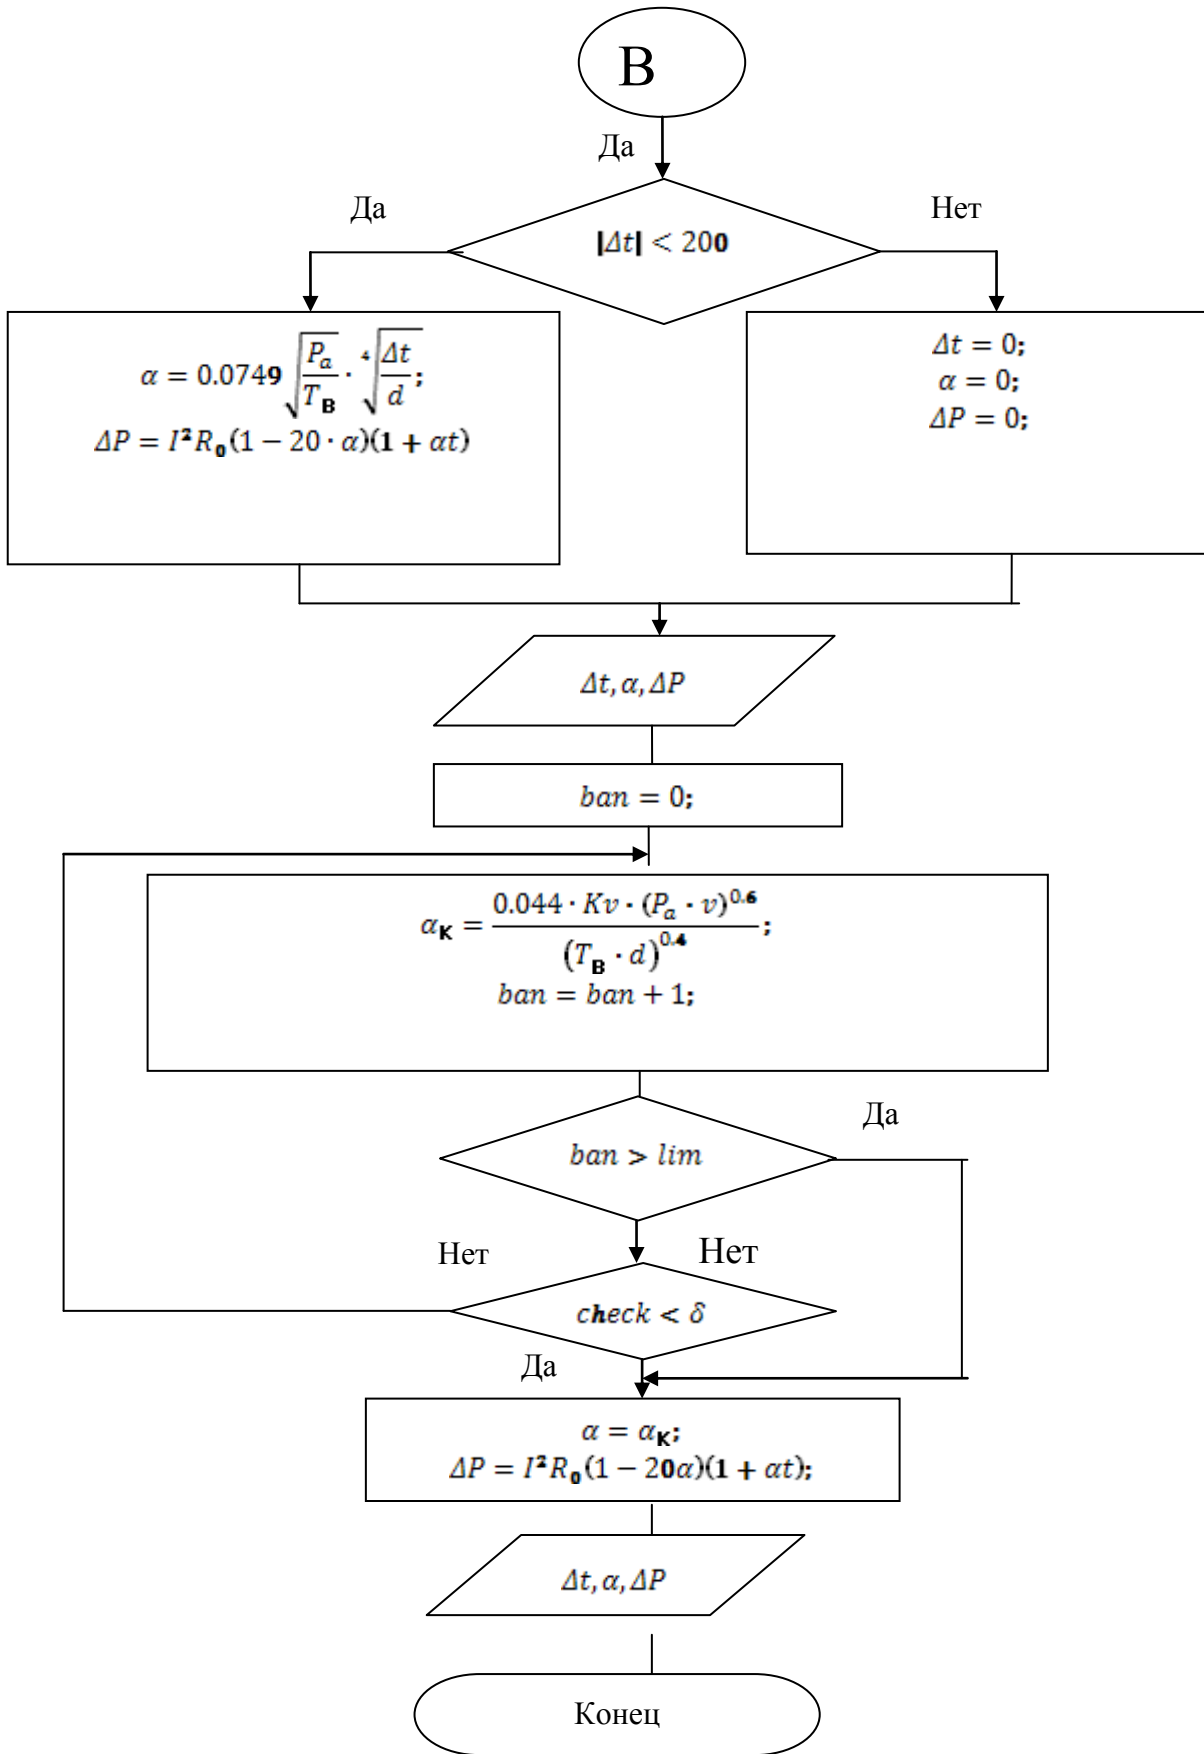 В
Да
Да
Нет
|Δt| < 200
α = 0.0749 √(P_a/T_В) · ⁴√(Δt/d);
ΔP = I²R₀(1 − 20 · α)(1 + αt)
Δt = 0;
α = 0;
ΔP = 0;
Δt, α, ΔP
ban = 0;
α_К = 0.044 · Kv · (P_a · v)^0.6 / (T_В · d)^0.4;
ban = ban + 1;
Да
ban > lim
Нет
Нет
check < δ
Да
α = α_К;
ΔP = I²R₀(1 − 20α)(1 + αt);
Δt, α, ΔP
Конец